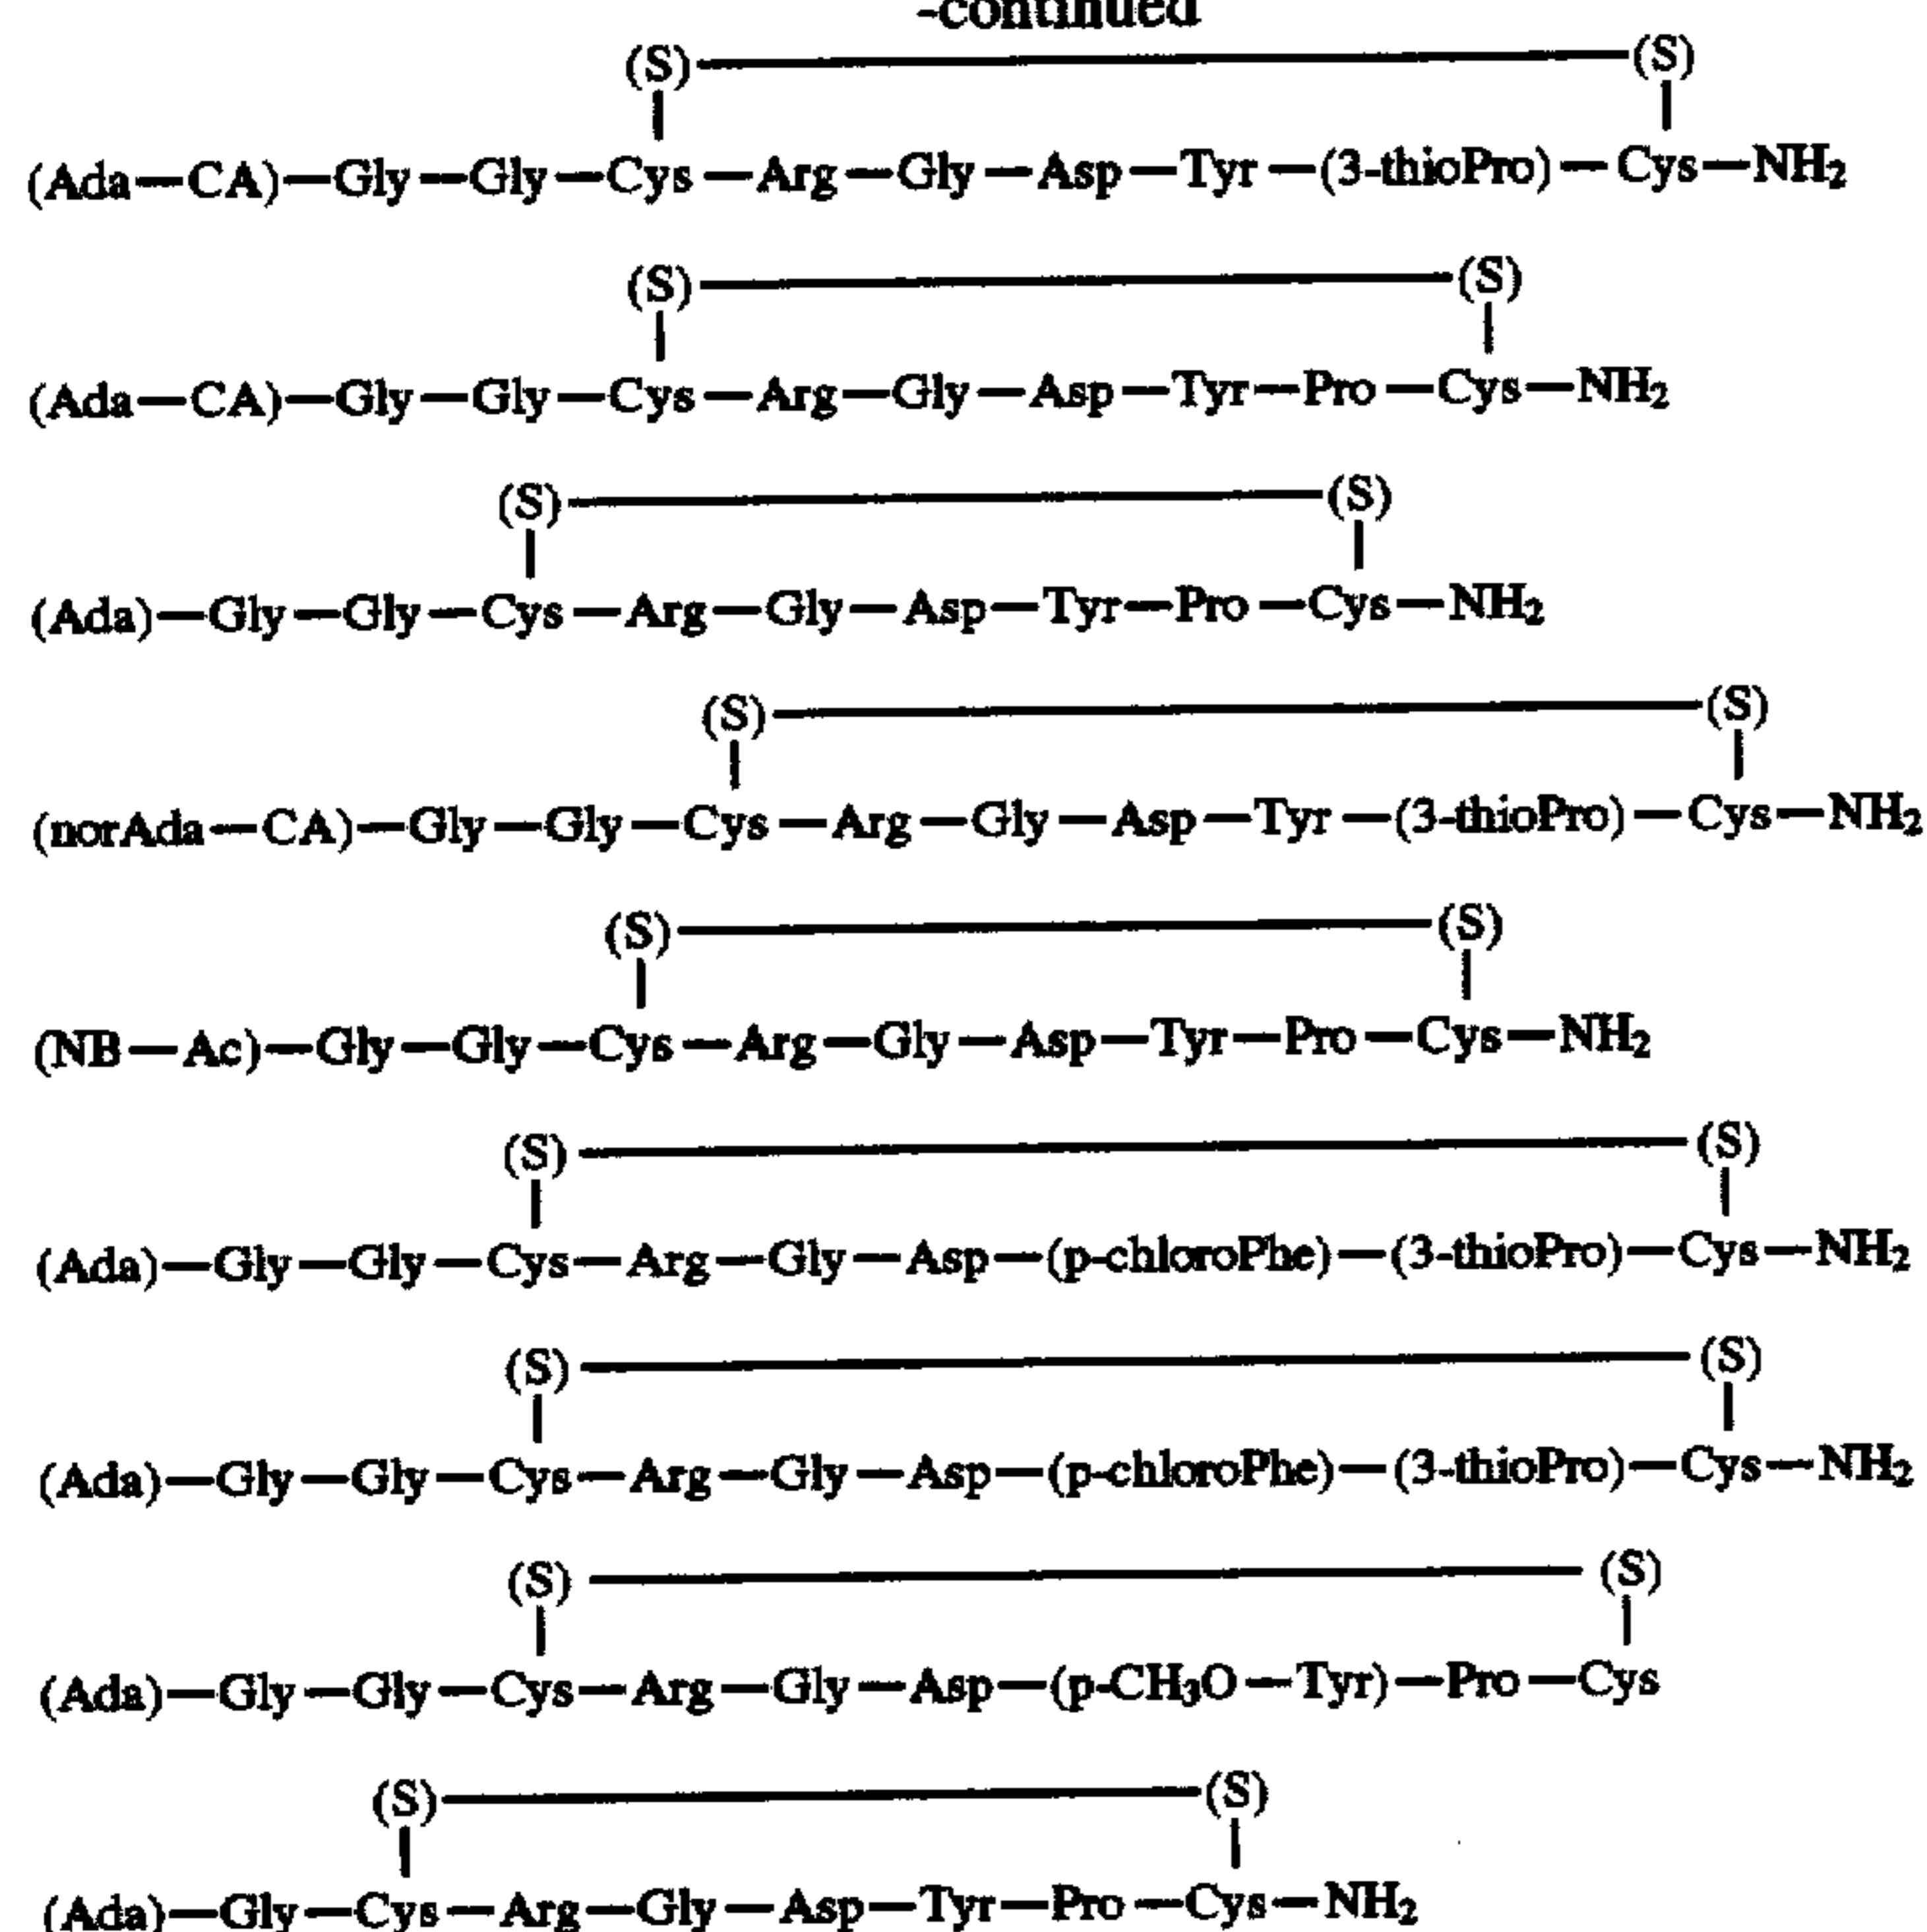 -continued
(S) (S)
(Ada—CA)—Gly—Gly—Cys—Arg—Gly—Asp—Tyr—(3-thioPro)—Cys—NH₂
(S) (S)
(Ada—CA)—Gly—Gly—Cys—Arg—Gly—Asp—Tyr—Pro—Cys—NH₂
(S) (S)
(Ada)—Gly—Gly—Cys—Arg—Gly—Asp—Tyr—Pro—Cys—NH₂
(S) (S)
(norAda—CA)—Gly—Gly—Cys—Arg—Gly—Asp—Tyr—(3-thioPro)—Cys—NH₂
(S) (S)
(NB—Ac)—Gly—Gly—Cys—Arg—Gly—Asp—Tyr—Pro—Cys—NH₂
(S) (S)
(Ada)—Gly—Gly—Cys—Arg—Gly—Asp—(p-chloroPhe)—(3-thioPro)—Cys—NH₂
(S) (S)
(Ada)—Gly—Gly—Cys—Arg—Gly—Asp—(p-chloroPhe)—(3-thioPro)—Cys—NH₂
(S) (S)
(Ada)—Gly—Gly—Cys—Arg—Gly—Asp—(p-CH₃O—Tyr)—Pro—Cys
(S) (S)
(Ada)—Gly—Cys—Arg—Gly—Asp—Tyr—Pro—Cys—NH₂